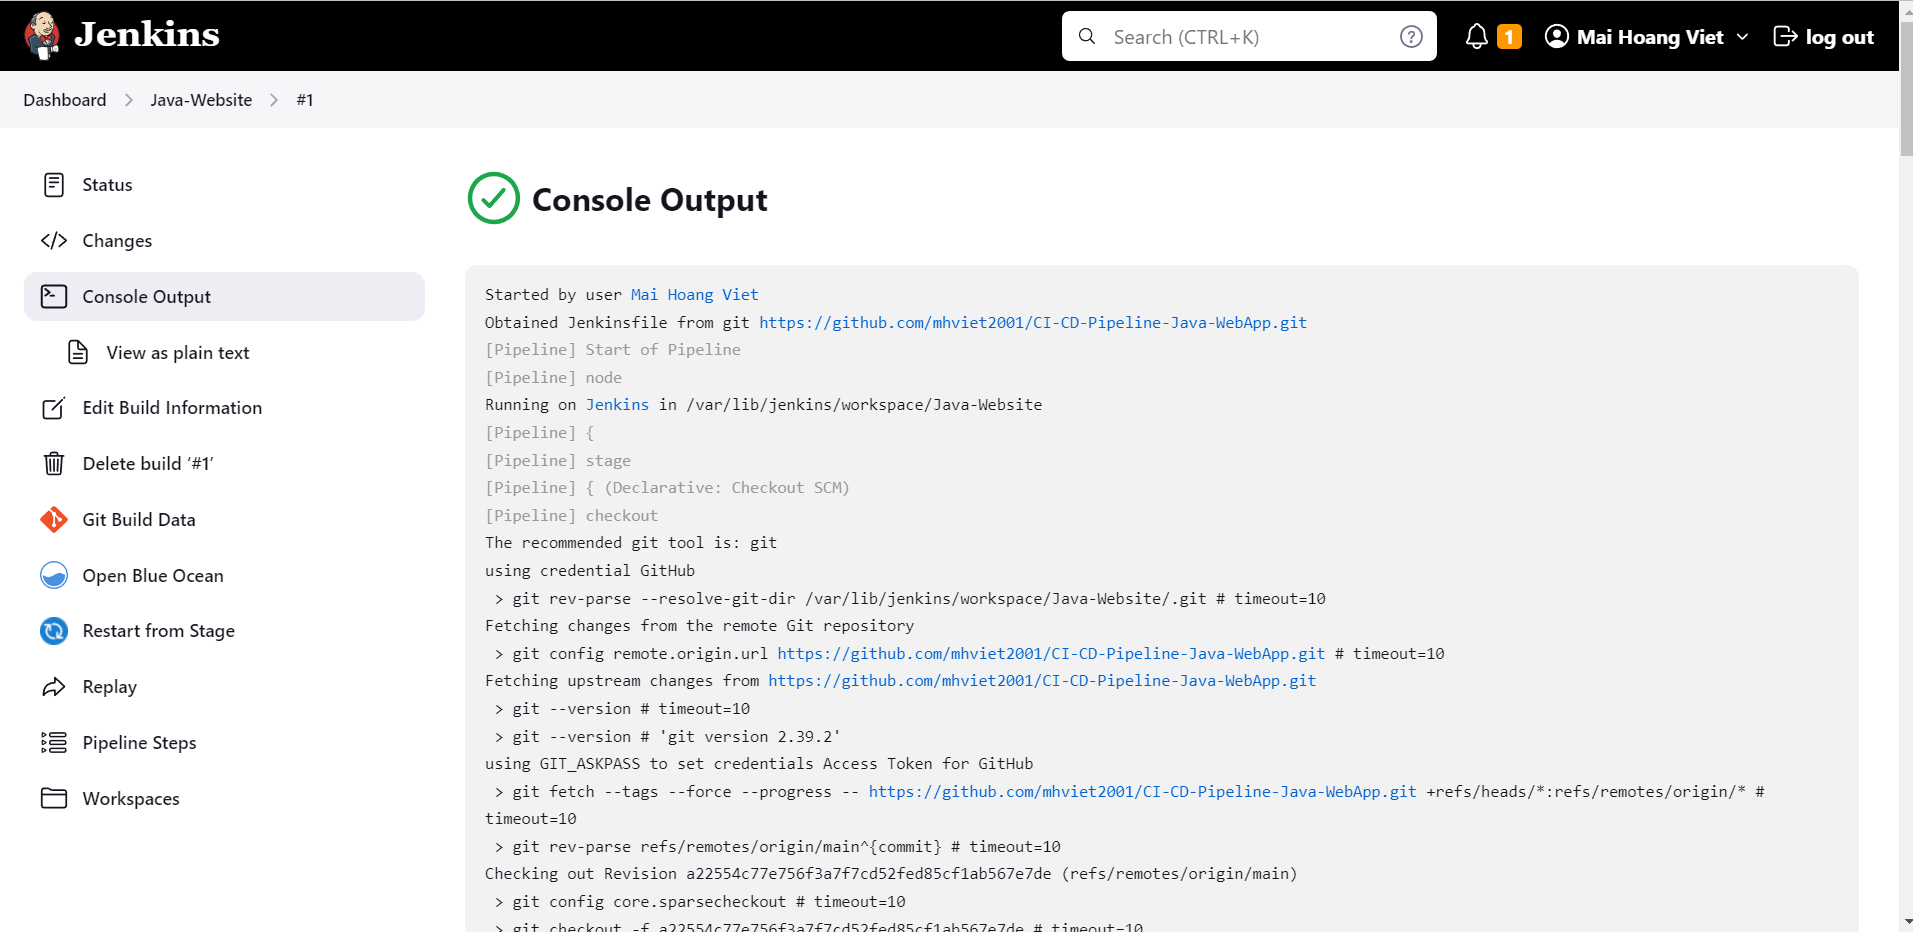 Jenkins
Search (CTRL+K)
1
Mai Hoang Viet
log out
Dashboard
Java-Website
#1
Status
Changes
Console Output
View as plain text
Edit Build Information
Delete build ‘#1’
Git Build Data
Open Blue Ocean
Restart from Stage
Replay
Pipeline Steps
Workspaces
Console Output
Started by user Mai Hoang Viet
Obtained Jenkinsfile from git https://github.com/mhviet2001/CI-CD-Pipeline-Java-WebApp.git
[Pipeline] Start of Pipeline
[Pipeline] node
Running on Jenkins in /var/lib/jenkins/workspace/Java-Website
[Pipeline] {
[Pipeline] stage
[Pipeline] { (Declarative: Checkout SCM)
[Pipeline] checkout
The recommended git tool is: git
using credential GitHub
> git rev-parse --resolve-git-dir /var/lib/jenkins/workspace/Java-Website/.git # timeout=10
Fetching changes from the remote Git repository
> git config remote.origin.url https://github.com/mhviet2001/CI-CD-Pipeline-Java-WebApp.git # timeout=10
Fetching upstream changes from https://github.com/mhviet2001/CI-CD-Pipeline-Java-WebApp.git
> git --version # timeout=10
> git --version # 'git version 2.39.2'
using GIT_ASKPASS to set credentials Access Token for GitHub
> git fetch --tags --force --progress -- https://github.com/mhviet2001/CI-CD-Pipeline-Java-WebApp.git +refs/heads/*:refs/remotes/origin/* #
timeout=10
> git rev-parse refs/remotes/origin/main^{commit} # timeout=10
Checking out Revision a22554c77e756f3a7f7cd52fed85cf1ab567e7de (refs/remotes/origin/main)
> git config core.sparsecheckout # timeout=10
> git checkout -f a22554c77e756f3a7f7cd52fed85cf1ab567e7de # timeout=10